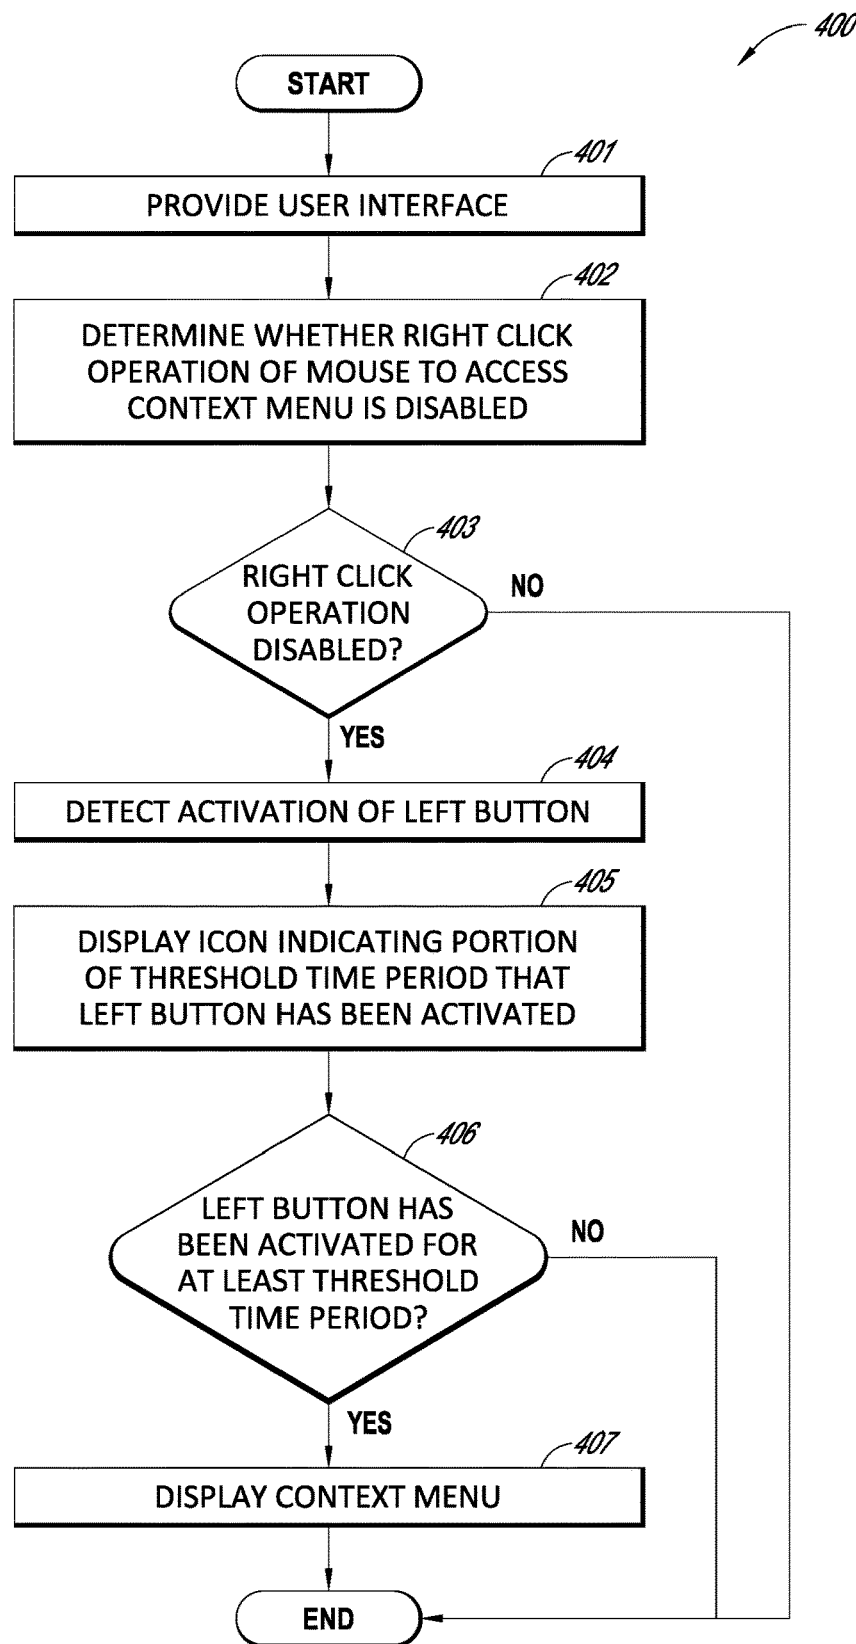 400
START
401
PROVIDE USER INTERFACE
402
DETERMINE WHETHER RIGHT CLICK
OPERATION OF MOUSE TO ACCESS
CONTEXT MENU IS DISABLED
403
RIGHT CLICK
OPERATION
DISABLED?
NO
YES
404
DETECT ACTIVATION OF LEFT BUTTON
405
DISPLAY ICON INDICATING PORTION
OF THRESHOLD TIME PERIOD THAT
LEFT BUTTON HAS BEEN ACTIVATED
406
LEFT BUTTON HAS
BEEN ACTIVATED FOR
AT LEAST THRESHOLD
TIME PERIOD?
NO
YES
407
DISPLAY CONTEXT MENU
END